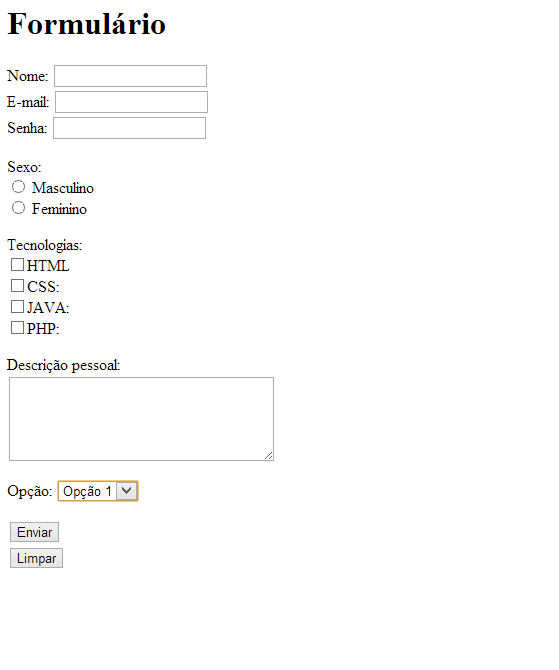 Formulário
Nome:
E-mail:
Senha:
Sexo:
Masculino
Feminino
Tecnologias:
HTML
CSS:
JAVA:
PHP:
Descrição pessoal:
Opção: Opção 1
Enviar
Limpar